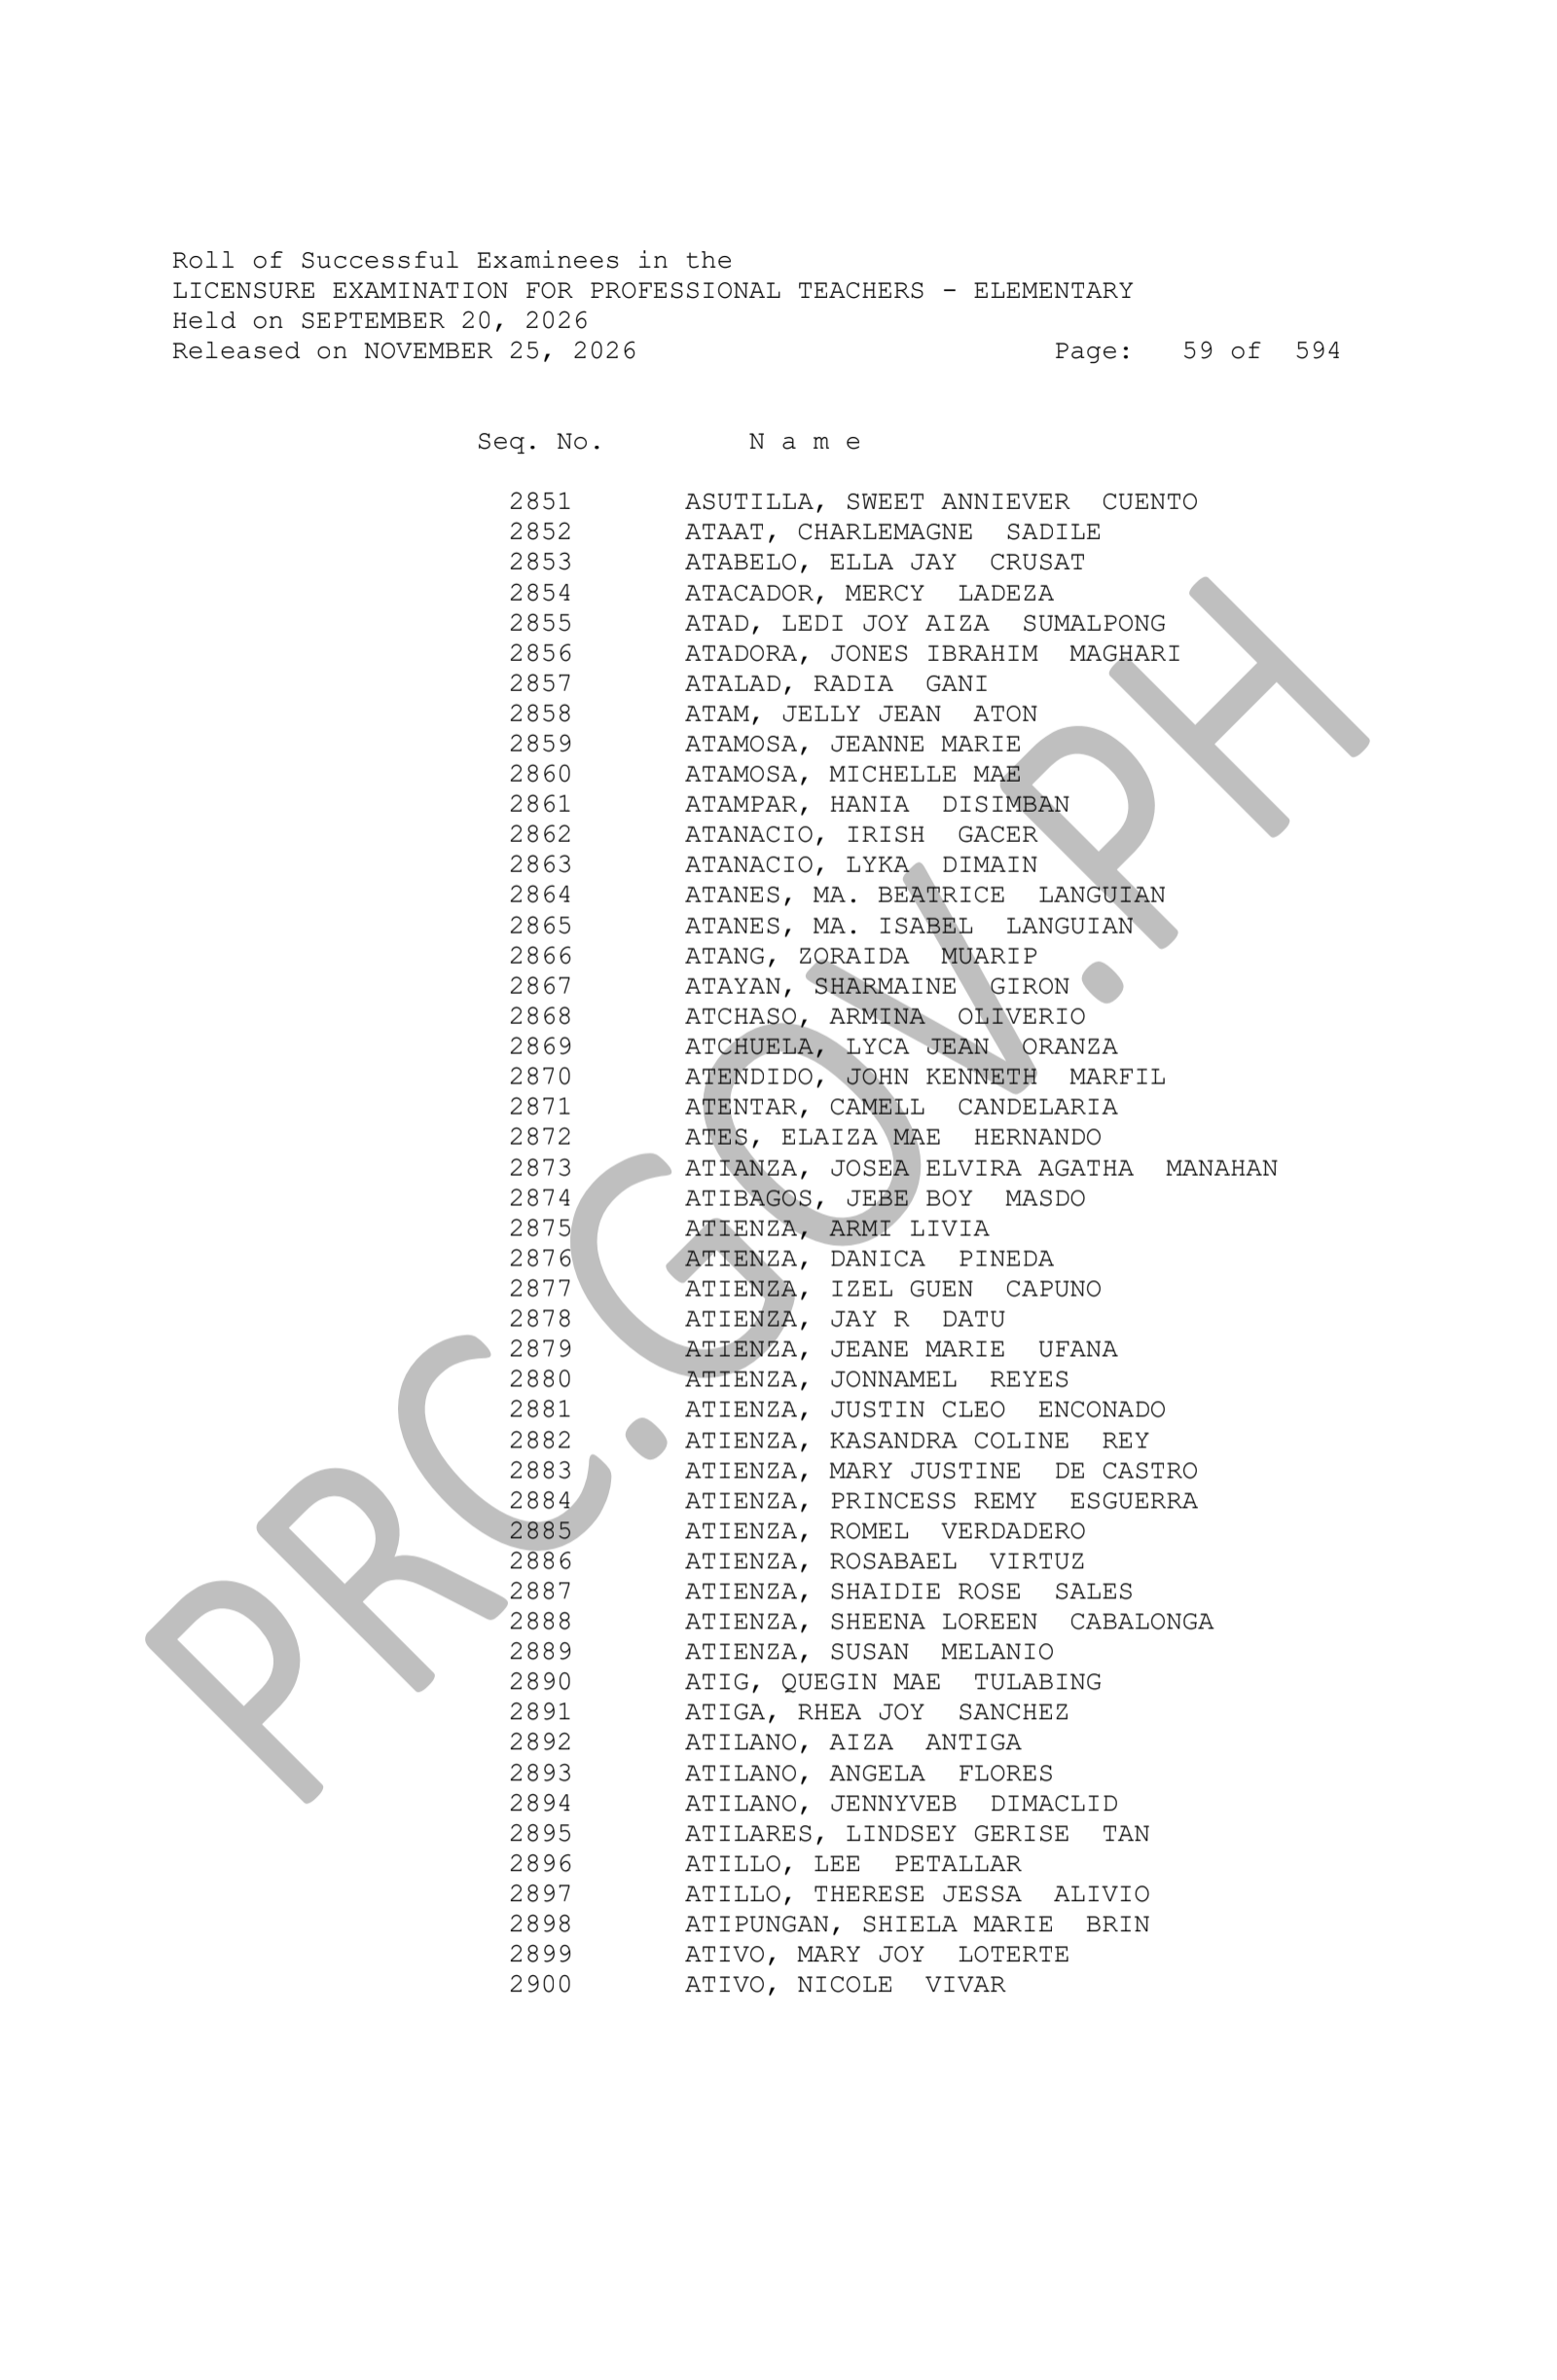 Roll of Successful Examinees in the
LICENSURE EXAMINATION FOR PROFESSIONAL TEACHERS - ELEMENTARY
Held on SEPTEMBER 20, 2026
Released on NOVEMBER 25, 2026 Page: 59 of 594
Seq. No. N a m e
2851 ASUTILLA, SWEET ANNIEVER CUENTO
2852 ATAAT, CHARLEMAGNE SADILE
2853 ATABELO, ELLA JAY CRUSAT
2854 ATACADOR, MERCY LADEZA
2855 ATAD, LEDI JOY AIZA SUMALPONG
2856 ATADORA, JONES IBRAHIM MAGHARI
2857 ATALAD, RADIA GANI
2858 ATAM, JELLY JEAN ATON
2859 ATAMOSA, JEANNE MARIE
2860 ATAMOSA, MICHELLE MAE
2861 ATAMPAR, HANIA DISIMBAN
2862 ATANACIO, IRISH GACER
2863 ATANACIO, LYKA DIMAIN
2864 ATANES, MA. BEATRICE LANGUIAN
2865 ATANES, MA. ISABEL LANGUIAN
2866 ATANG, ZORAIDA MUARIP
2867 ATAYAN, SHARMAINE GIRON
2868 ATCHASO, ARMINA OLIVERIO
2869 ATCHUELA, LYCA JEAN ORANZA
2870 ATENDIDO, JOHN KENNETH MARFIL
2871 ATENTAR, CAMELL CANDELARIA
2872 ATES, ELAIZA MAE HERNANDO
2873 ATIANZA, JOSEA ELVIRA AGATHA MANAHAN
2874 ATIBAGOS, JEBE BOY MASDO
2875 ATIENZA, ARMI LIVIA
2876 ATIENZA, DANICA PINEDA
2877 ATIENZA, IZEL GUEN CAPUNO
2878 ATIENZA, JAY R DATU
2879 ATIENZA, JEANE MARIE UFANA
2880 ATIENZA, JONNAMEL REYES
2881 ATIENZA, JUSTIN CLEO ENCONADO
2882 ATIENZA, KASANDRA COLINE REY
2883 ATIENZA, MARY JUSTINE DE CASTRO
2884 ATIENZA, PRINCESS REMY ESGUERRA
2885 ATIENZA, ROMEL VERDADERO
2886 ATIENZA, ROSABAEL VIRTUZ
2887 ATIENZA, SHAIDIE ROSE SALES
2888 ATIENZA, SHEENA LOREEN CABALONGA
2889 ATIENZA, SUSAN MELANIO
2890 ATIG, QUEGIN MAE TULABING
2891 ATIGA, RHEA JOY SANCHEZ
2892 ATILANO, AIZA ANTIGA
2893 ATILANO, ANGELA FLORES
2894 ATILANO, JENNYVEB DIMACLID
2895 ATILARES, LINDSEY GERISE TAN
2896 ATILLO, LEE PETALLAR
2897 ATILLO, THERESE JESSA ALIVIO
2898 ATIPUNGAN, SHIELA MARIE BRIN
2899 ATIVO, MARY JOY LOTERTE
2900 ATIVO, NICOLE VIVAR
PRC.GOV.PH